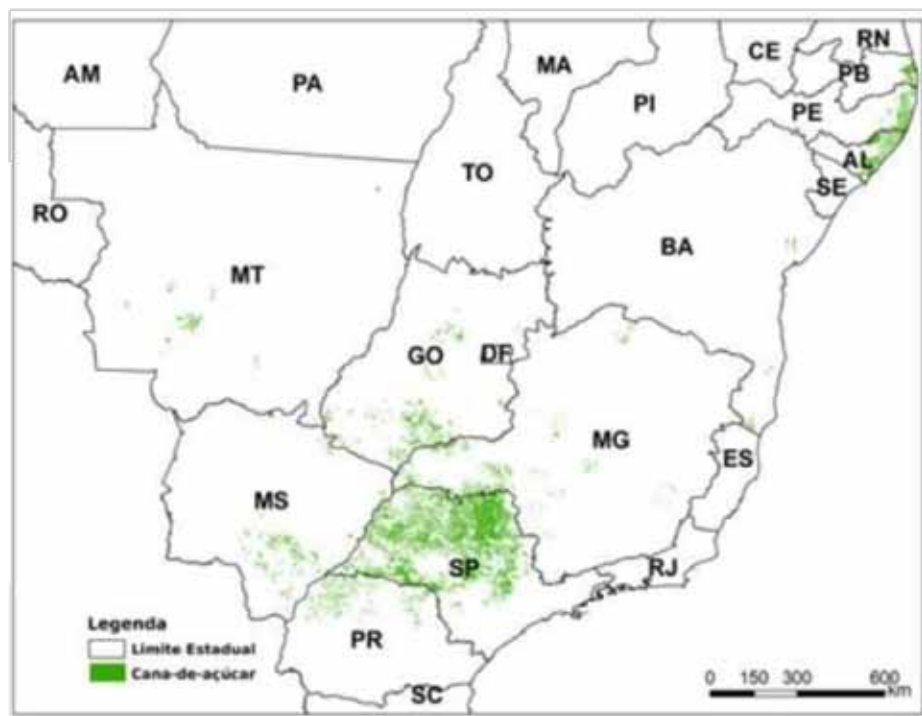 RN
CE
AM
MA
PB
PA
PI
PE
AL
TO
SE
RO
BA
MT
GO
DF
MG
ES
MS
SP
RJ
Legenda
Limite Estadual
PR
Cana-de-açúcar
0 150 300 600
km
SC